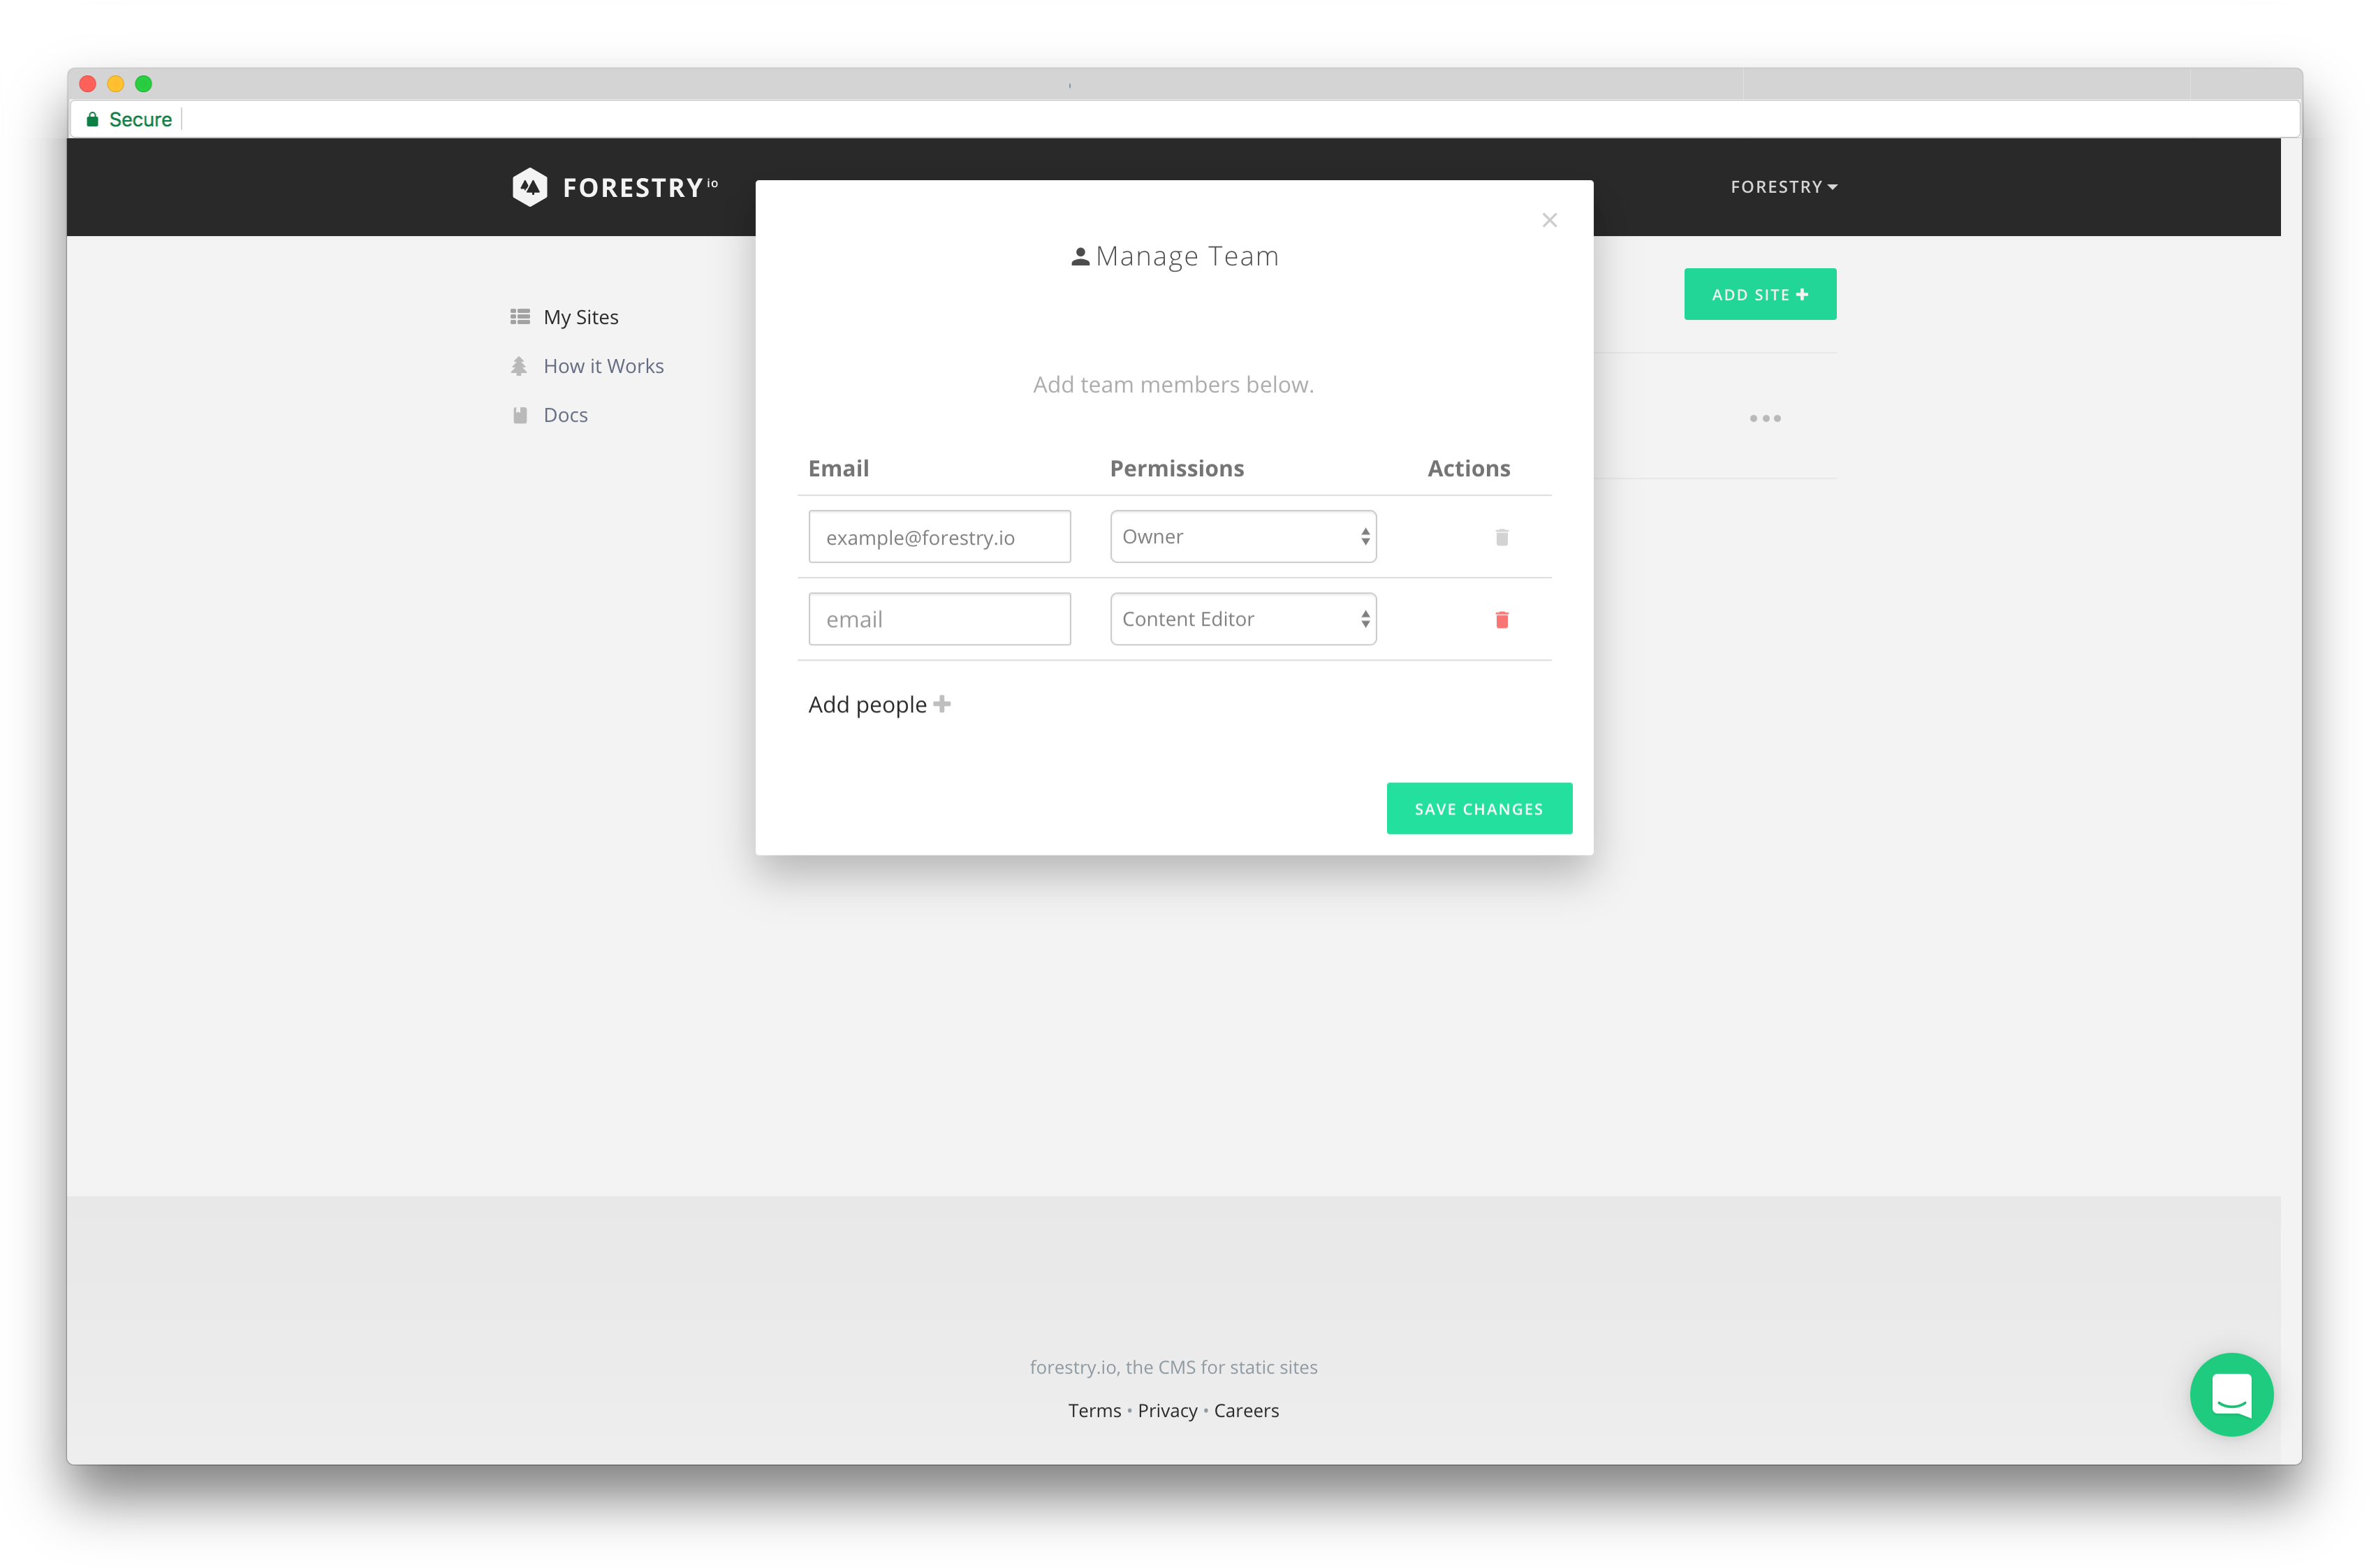 Secure
FORESTRY io
FORESTRY
Manage Team
ADD SITE
My Sites
How it Works
Docs
Add team members below.
Email Permissions Actions
example@forestry.io Owner
email Content Editor
Add people
SAVE CHANGES
forestry.io, the CMS for static sites
Terms • Privacy • Careers